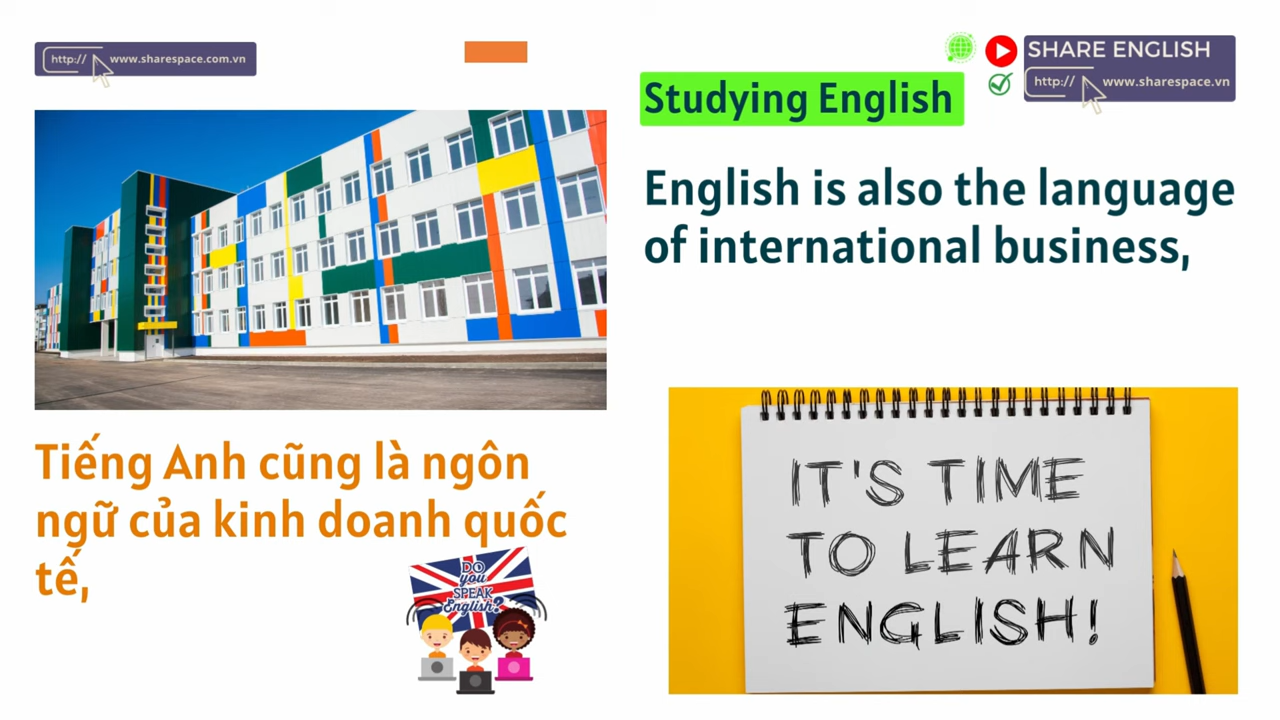 http:// www.sharespace.com.vn
SHARE ENGLISH
http:// www.sharespace.vn
Studying English
English is also the language
of international business,
Tiếng Anh cũng là ngôn
ngữ của kinh doanh quốc
tế,
DO
you
SPEAK
English?
IT'S TIME
TO LEARN
ENGLISH!